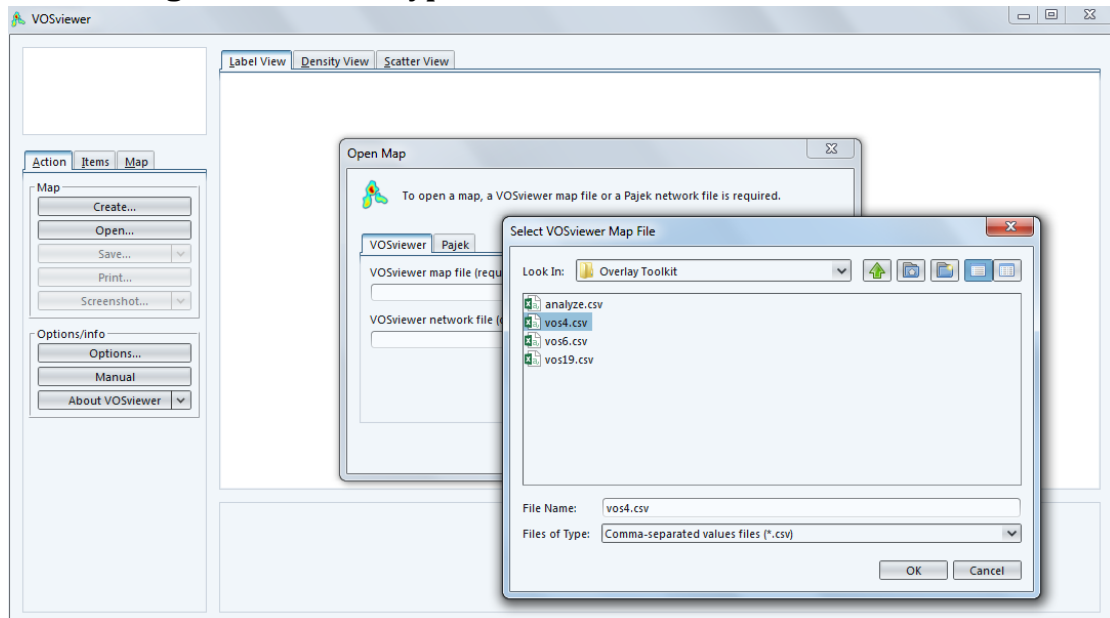 VOSviewer
Label View Density View Scatter View
Action Items Map
Map
Create...
Open...
Save...
Print...
Screenshot...
Options/info
Options...
Manual
About VOSviewer
Open Map
To open a map, a VOSviewer map file or a Pajek network file is required.
VOSviewer Pajek
VOSviewer map file (requ
VOSviewer network file (
Select VOSviewer Map File
Look In: Overlay Toolkit
analyze.csv
vos4.csv
vos6.csv
vos19.csv
File Name: vos4.csv
Files of Type: Comma-separated values files (*.csv)
OK Cancel